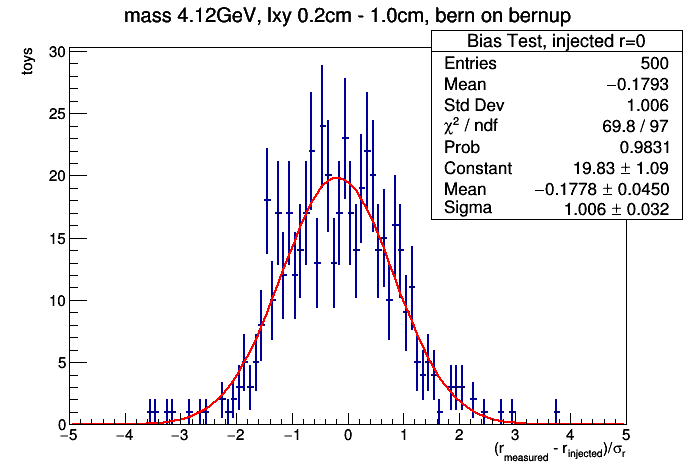 mass 4.12GeV, lxy 0.2cm - 1.0cm, bern on bernup
Bias Test, injected r=0
Entries 500
Mean −0.1793
Std Dev 1.006
χ² / ndf 69.8 / 97
Prob 0.9831
Constant 19.83 ± 1.09
Mean −0.1778 ± 0.0450
Sigma 1.006 ± 0.032
toys
30
25
20
15
10
5
0
−5 −4 −3 −2 −1 0 1 2 3 4 5
(r_measured - r_injected)/σ_r